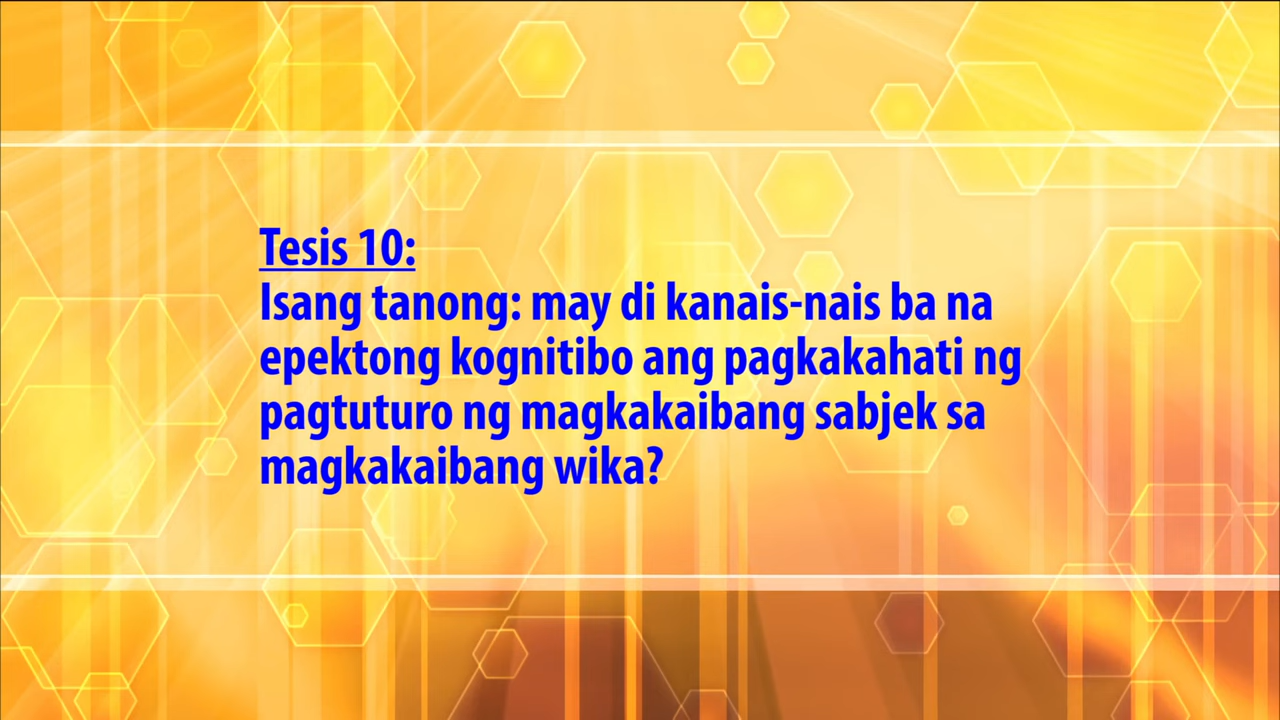 Tesis 10:
Isang tanong: may di kanais-nais ba na
epektong kognitibo ang pagkakahati ng
pagtuturo ng magkakaibang sabjek sa
magkakaibang wika?